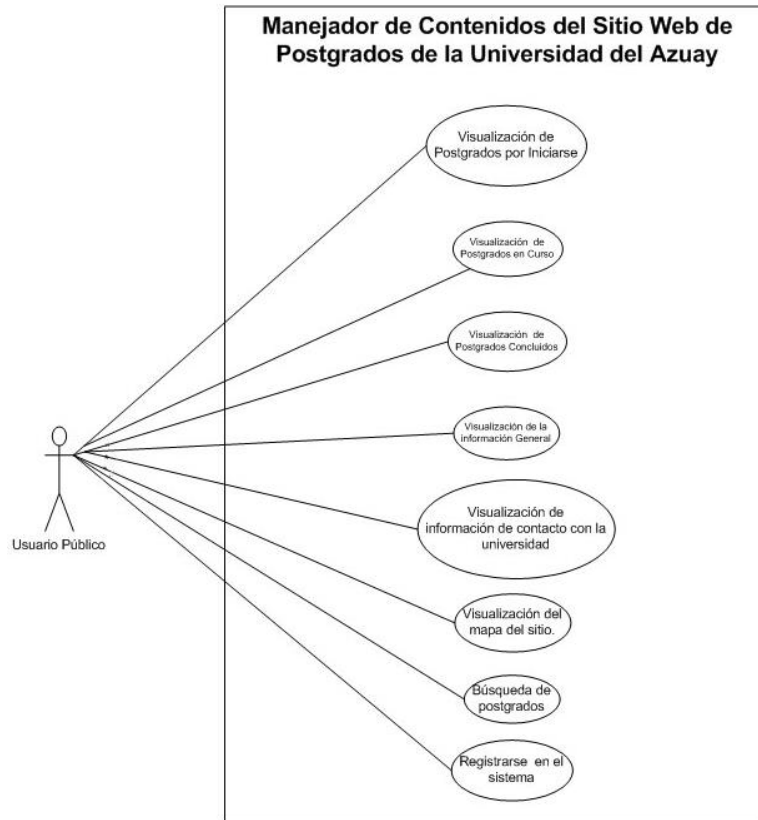 Manejador de Contenidos del Sitio Web de
Postgrados de la Universidad del Azuay
Visualización de
Postgrados por Iniciarse
Visualización de
Postgrados en Curso
Visualización de
Postgrados Concluidos
Visualización de la
información General
Visualización de
información de contacto con la
universidad
Visualización del
mapa del sitio.
Búsqueda de
postgrados
Registrarse en el
sistema
Usuario Público